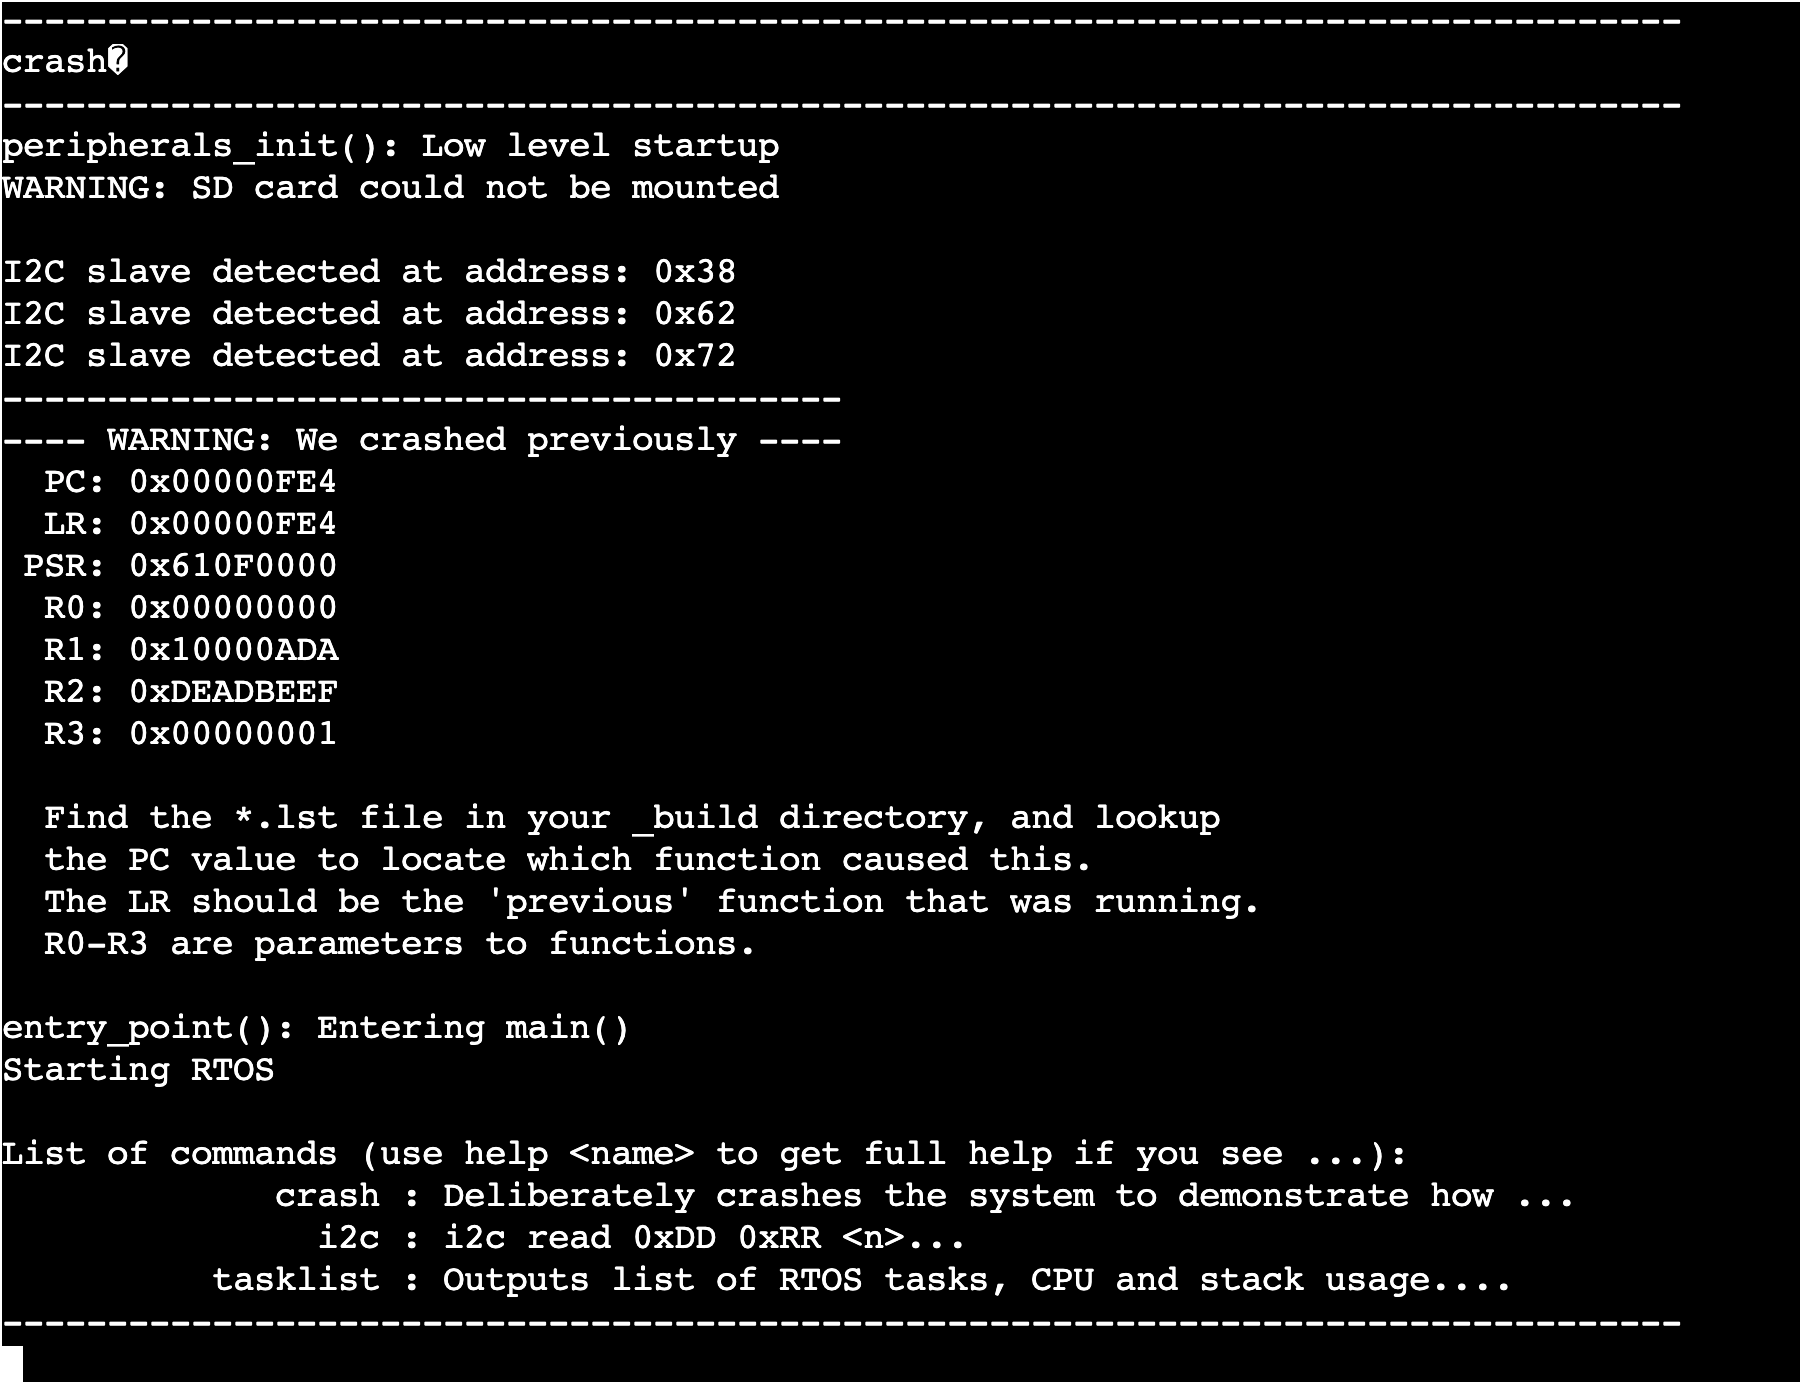 --------------------------------------------------------------------------------
crash�
--------------------------------------------------------------------------------
peripherals_init(): Low level startup
WARNING: SD card could not be mounted
I2C slave detected at address: 0x38
I2C slave detected at address: 0x62
I2C slave detected at address: 0x72
----------------------------------------
---- WARNING: We crashed previously ----
  PC: 0x00000FE4
  LR: 0x00000FE4
 PSR: 0x610F0000
  R0: 0x00000000
  R1: 0x10000ADA
  R2: 0xDEADBEEF
  R3: 0x00000001
  Find the *.lst file in your _build directory, and lookup
  the PC value to locate which function caused this.
  The LR should be the 'previous' function that was running.
  R0-R3 are parameters to functions.
entry_point(): Entering main()
Starting RTOS
List of commands (use help <name> to get full help if you see ...):
             crash : Deliberately crashes the system to demonstrate how ...
               i2c : i2c read 0xDD 0xRR <n>...
          tasklist : Outputs list of RTOS tasks, CPU and stack usage....
--------------------------------------------------------------------------------